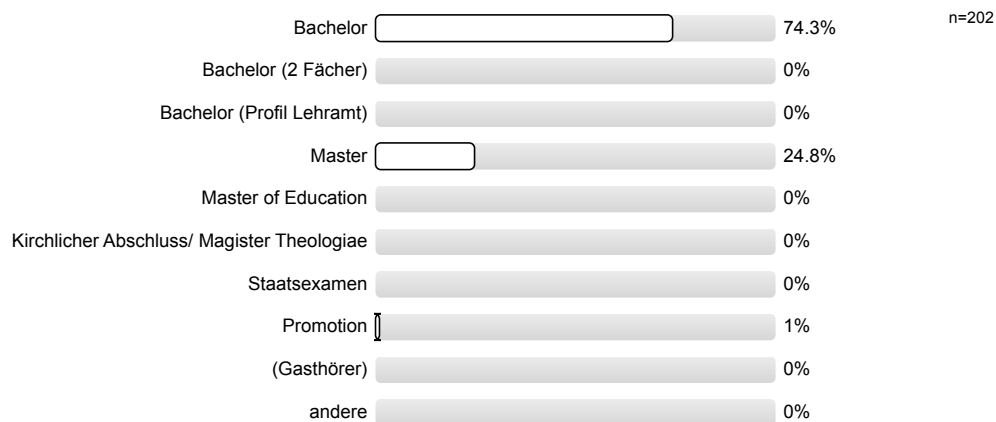 n=202
Bachelor 74.3%
Bachelor (2 Fächer) 0%
Bachelor (Profil Lehramt) 0%
Master 24.8%
Master of Education 0%
Kirchlicher Abschluss/ Magister Theologiae 0%
Staatsexamen 0%
Promotion 1%
(Gasthörer) 0%
andere 0%